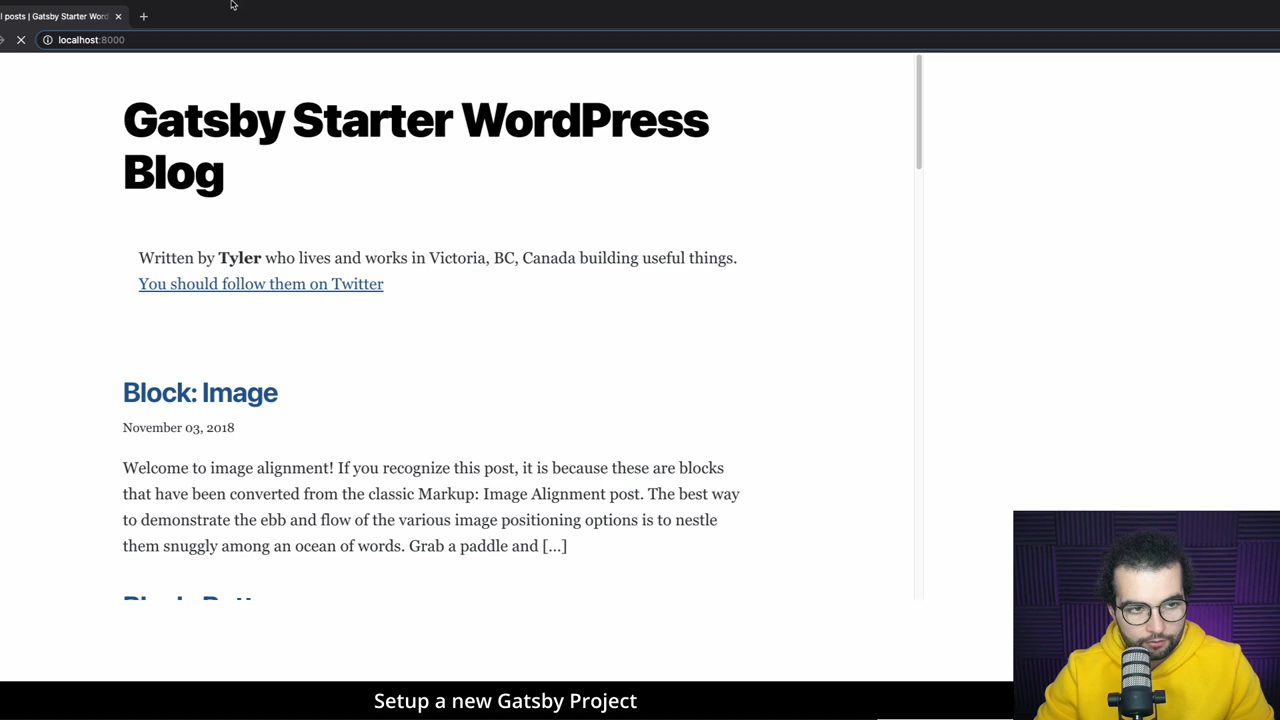 l posts | Gatsby Starter Word
localhost:8000
Gatsby Starter WordPress
Blog
Written by Tyler who lives and works in Victoria, BC, Canada building useful things.
You should follow them on Twitter
Block: Image
November 03, 2018
Welcome to image alignment! If you recognize this post, it is because these are blocks
that have been converted from the classic Markup: Image Alignment post. The best way
to demonstrate the ebb and flow of the various image positioning options is to nestle
them snuggly among an ocean of words. Grab a paddle and […]
Setup a new Gatsby Project